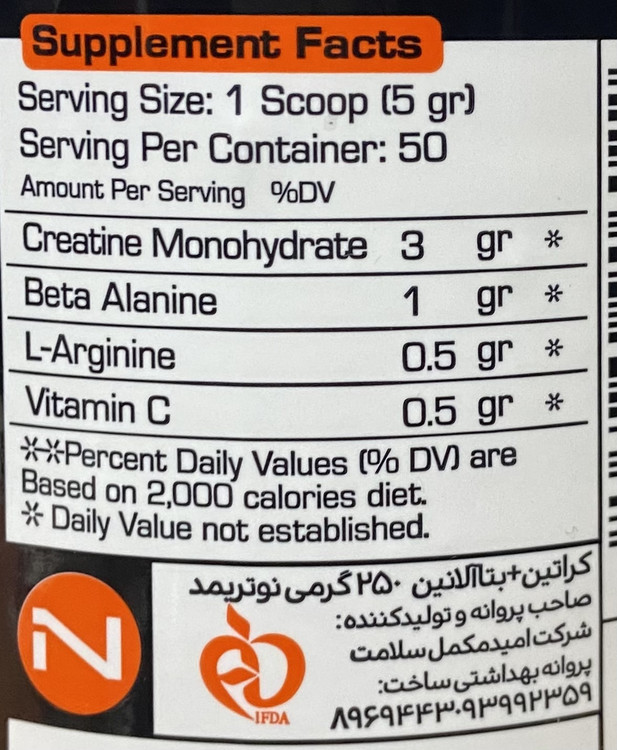 Supplement Facts
Serving Size: 1 Scoop (5 gr)
Serving Per Container: 50
Amount Per Serving %DV
Creatine Monohydrate 3 gr *
Beta Alanine 1 gr *
L-Arginine 0.5 gr *
Vitamin C 0.5 gr *
**Percent Daily Values (% DV) are
Based on 2,000 calories diet.
* Daily Value not established.
کراتین+بتاآلانین ۲۵۰ گرمی نوتریمد
صاحب پروانه و تولیدکننده:
شرکت امید مکمل سلامت
پروانه بهداشتی ساخت:
۸۹۶۹۴۴۳۰۹۳۹۹۲۳۵۹
IFDA